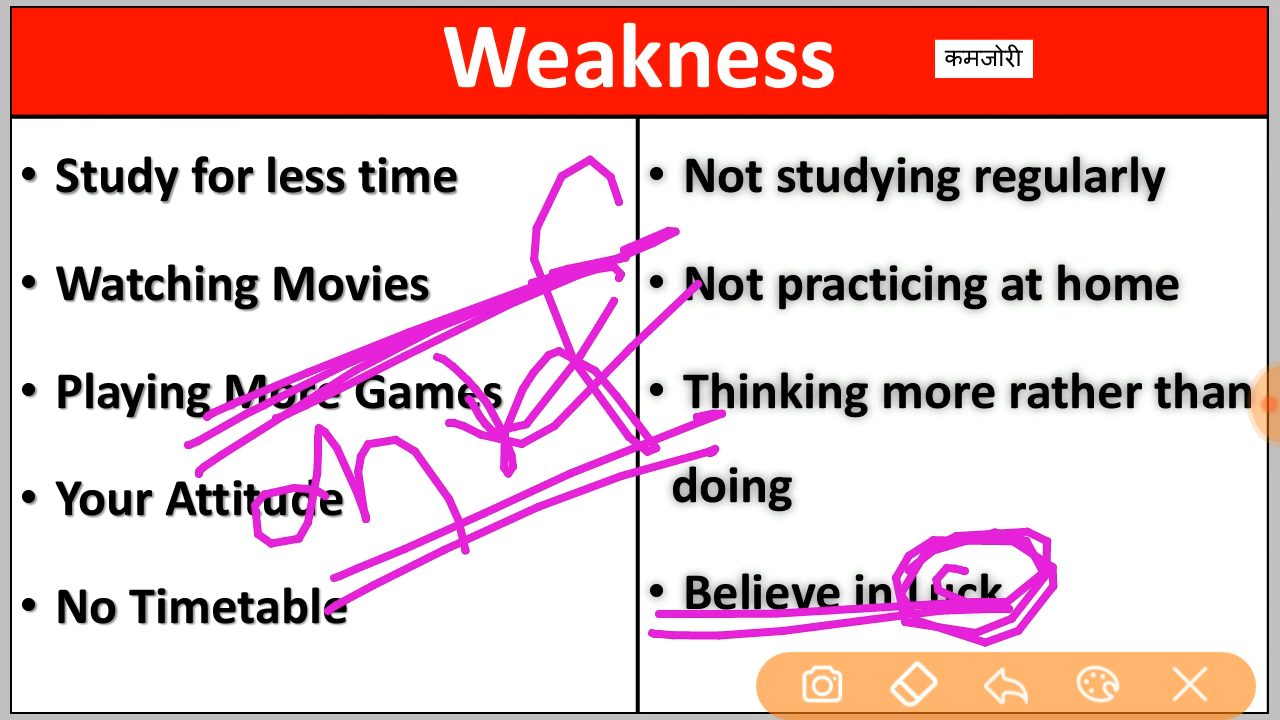 Weakness
कमजोरी
• Study for less time
• Watching Movies
• Playing More Games
• Your Attitude
• No Timetable
• Not studying regularly
• Not practicing at home
• Thinking more rather than
doing
• Believe in Luck